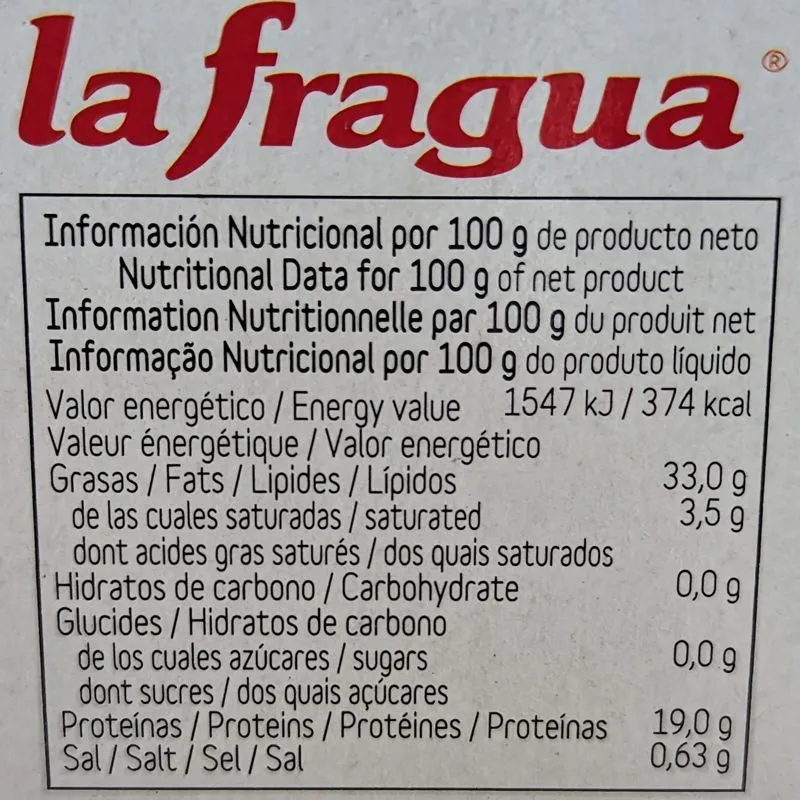 la fragua ®
Información Nutricional por 100 g de producto neto
Nutritional Data for 100 g of net product
Information Nutritionnelle par 100 g du produit net
Informação Nutricional por 100 g do produto líquido
Valor energético / Energy value 1547 kJ / 374 kcal
Valeur énergétique / Valor energético
Grasas / Fats / Lipides / Lípidos 33,0 g
de las cuales saturadas / saturated 3,5 g
dont acides gras saturés / dos quais saturados
Hidratos de carbono / Carbohydrate 0,0 g
Glucides / Hidratos de carbono
de los cuales azúcares / sugars 0,0 g
dont sucres / dos quais açúcares
Proteínas / Proteins / Protéines / Proteínas 19,0 g
Sal / Salt / Sel / Sal 0,63 g